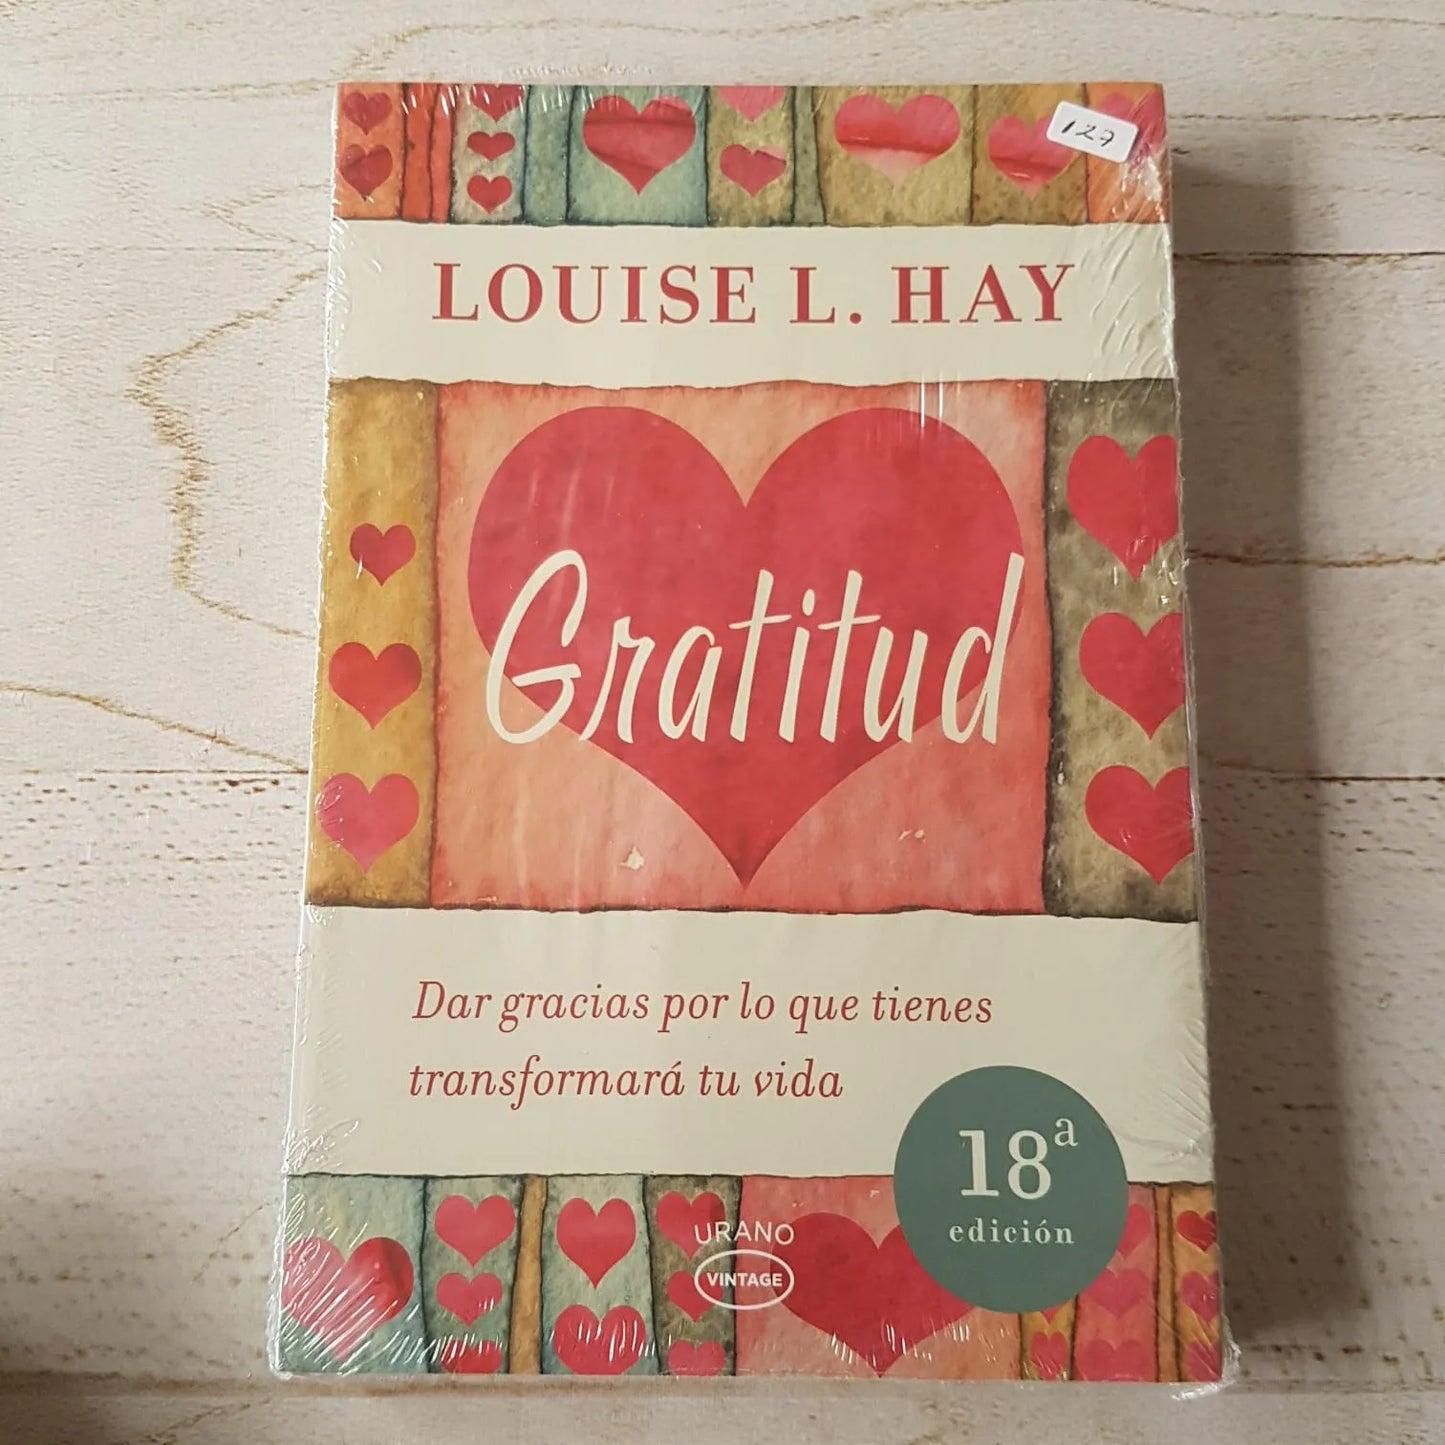 127
LOUISE L. HAY
Gratitud
Dar gracias por lo que tienes
transformará tu vida
18ª
edición
URANO
VINTAGE